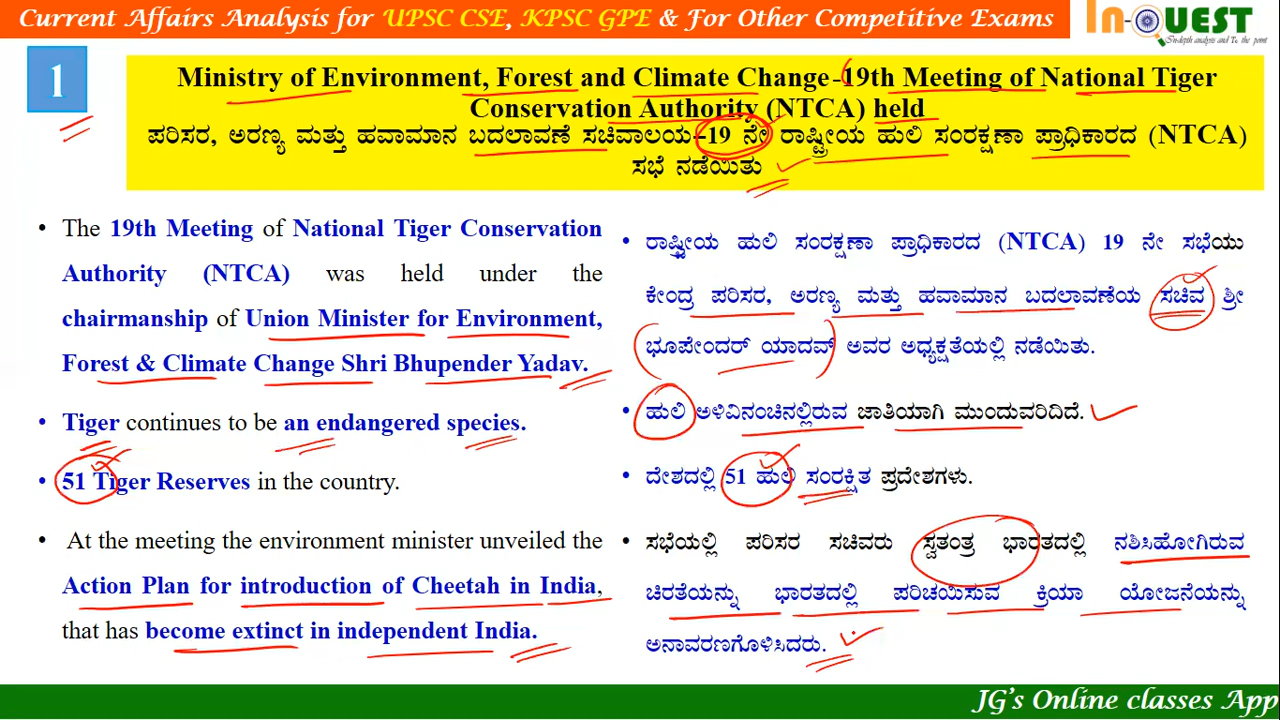 Current Affairs Analysis for UPSC CSE, KPSC GPE & For Other Competitive Exams
In-QUEST
In-depth analysis and To the point
1
Ministry of Environment, Forest and Climate Change-19th Meeting of National Tiger
Conservation Authority (NTCA) held
ಪರಿಸರ, ಅರಣ್ಯ ಮತ್ತು ಹವಾಮಾನ ಬದಲಾವಣೆ ಸಚಿವಾಲಯ-19 ನೇ ರಾಷ್ಟ್ರೀಯ ಹುಲಿ ಸಂರಕ್ಷಣಾ ಪ್ರಾಧಿಕಾರದ (NTCA)
ಸಭೆ ನಡೆಯಿತು
• The 19th Meeting of National Tiger Conservation
Authority (NTCA) was held under the
chairmanship of Union Minister for Environment,
Forest & Climate Change Shri Bhupender Yadav.
• Tiger continues to be an endangered species.
• 51 Tiger Reserves in the country.
• At the meeting the environment minister unveiled the
Action Plan for introduction of Cheetah in India,
that has become extinct in independent India.
• ರಾಷ್ಟ್ರೀಯ ಹುಲಿ ಸಂರಕ್ಷಣಾ ಪ್ರಾಧಿಕಾರದ (NTCA) 19 ನೇ ಸಭೆಯು
ಕೇಂದ್ರ ಪರಿಸರ, ಅರಣ್ಯ ಮತ್ತು ಹವಾಮಾನ ಬದಲಾವಣೆಯ ಸಚಿವ ಶ್ರೀ
ಭೂಪೇಂದರ್ ಯಾದವ್ ಅವರ ಅಧ್ಯಕ್ಷತೆಯಲ್ಲಿ ನಡೆಯಿತು.
• ಹುಲಿ ಅಳಿವಿನಂಚಿನಲ್ಲಿರುವ ಜಾತಿಯಾಗಿ ಮುಂದುವರಿದಿದೆ.
• ದೇಶದಲ್ಲಿ 51 ಹುಲಿ ಸಂರಕ್ಷಿತ ಪ್ರದೇಶಗಳು.
• ಸಭೆಯಲ್ಲಿ ಪರಿಸರ ಸಚಿವರು ಸ್ವತಂತ್ರ ಭಾರತದಲ್ಲಿ ನಶಿಸಿಹೋಗಿರುವ
ಚಿರತೆಯನ್ನು ಭಾರತದಲ್ಲಿ ಪರಿಚಯಿಸುವ ಕ್ರಿಯಾ ಯೋಜನೆಯನ್ನು
ಅನಾವರಣಗೊಳಿಸಿದರು.
JG's Online classes App